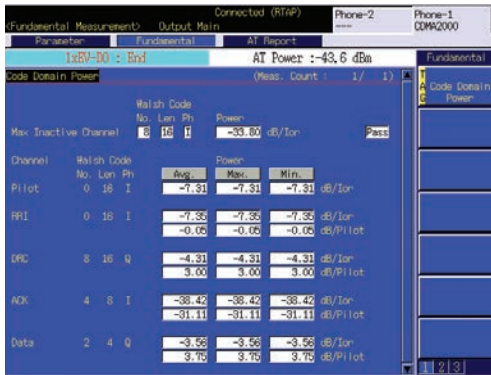 Connected (RTAP)
Phone-2
Phone-1
<Fundamental Measurement>
Output Main
----
CDMA2000
Parameter
Fundamental
AT Report
1xEV-DO : End
AT Power :-43.6 dBm
Fundamental
Code Domain Power
(Meas. Count : 1/ 1)
TAG
Code Domain
Power
Walsh Code
No. Len Ph Power
Max Inactive Channel 8 16 I -33.80 dB/Ior Pass
Channel Walsh Code Power
No. Len Ph Avg. Max. Min.
Pilot 0 16 I -7.31 -7.31 -7.31 dB/Ior
RRI 0 16 I -7.35 -7.35 -7.35 dB/Ior
-0.05 -0.05 -0.05 dB/Pilot
DRC 8 16 Q -4.31 -4.31 -4.31 dB/Ior
3.00 3.00 3.00 dB/Pilot
ACK 4 8 I -38.42 -38.42 -38.42 dB/Ior
-31.11 -31.11 -31.11 dB/Pilot
Data 2 4 Q -3.56 -3.56 -3.56 dB/Ior
3.75 3.75 3.75 dB/Pilot
1 2 3